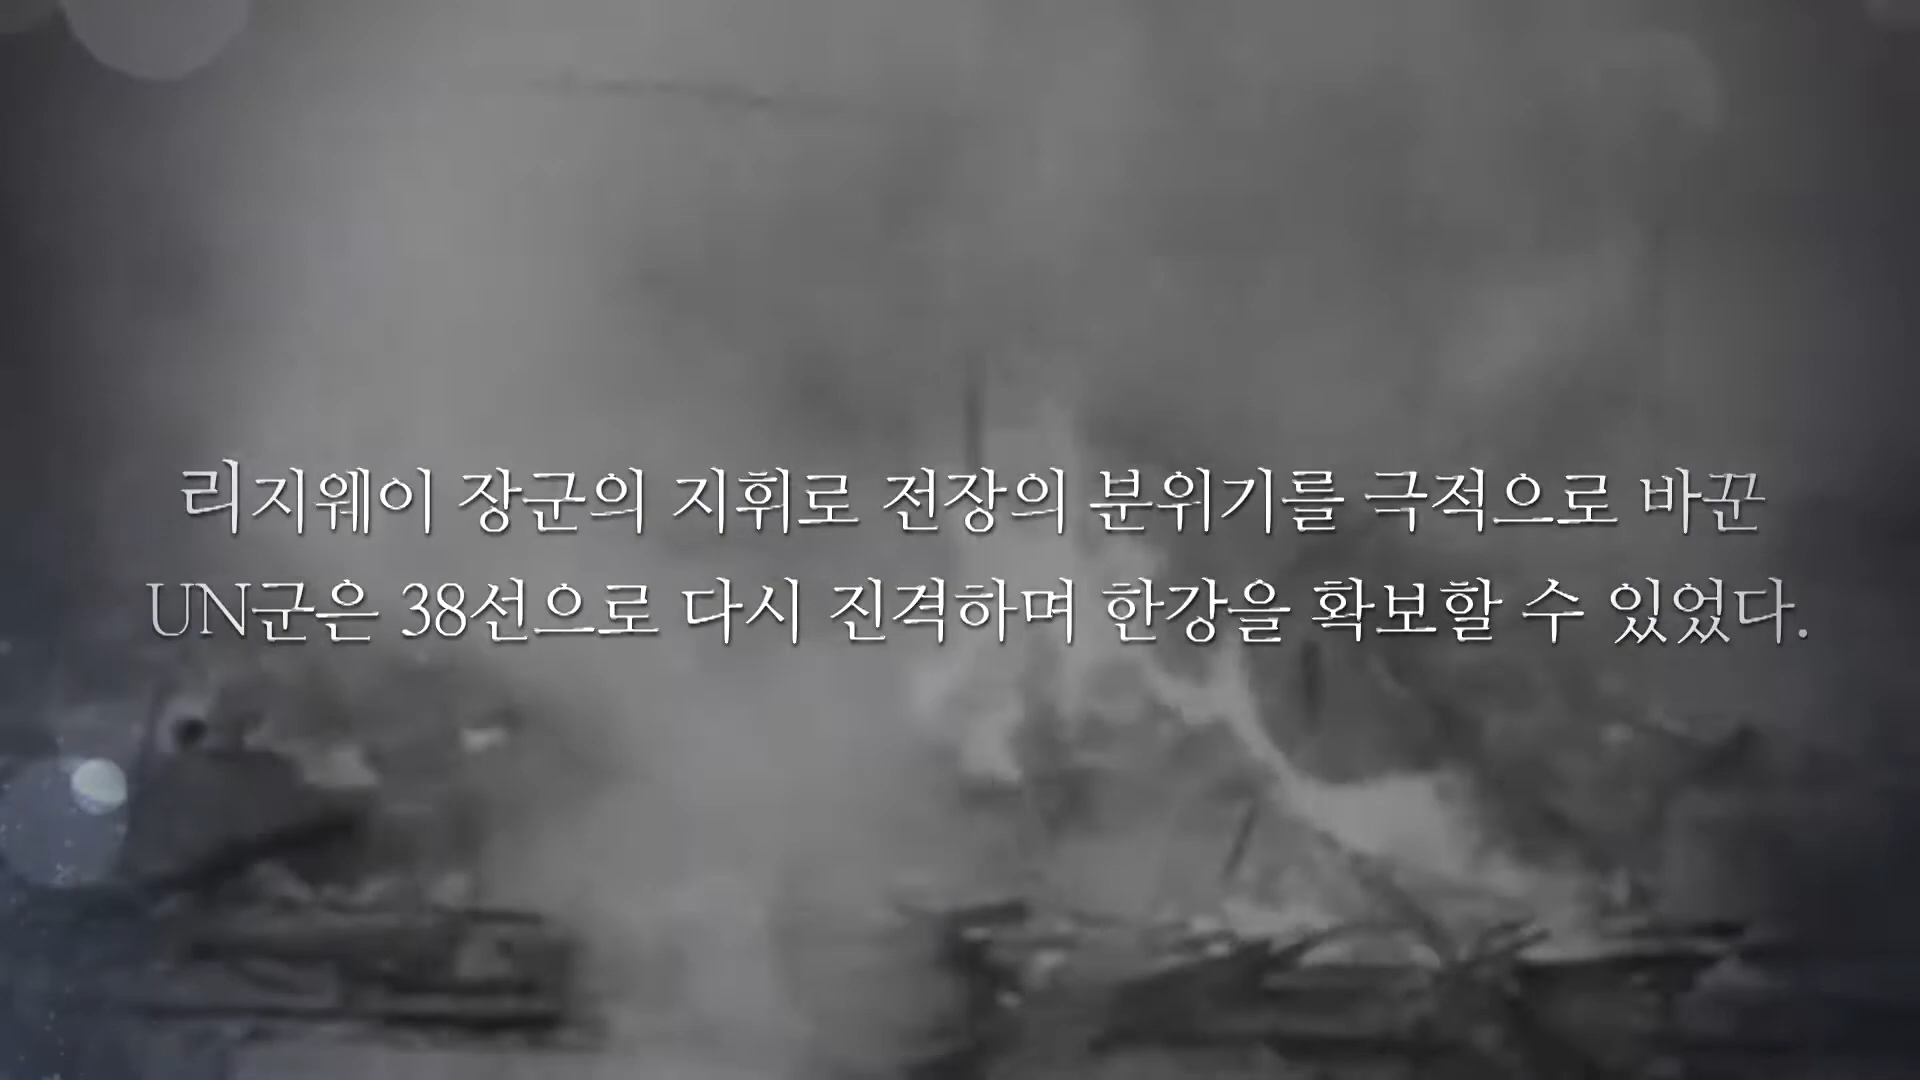 리지웨이 장군의 지휘로 전장의 분위기를 극적으로 바꾼
UN군은 38선으로 다시 진격하며 한강을 확보할 수 있었다.